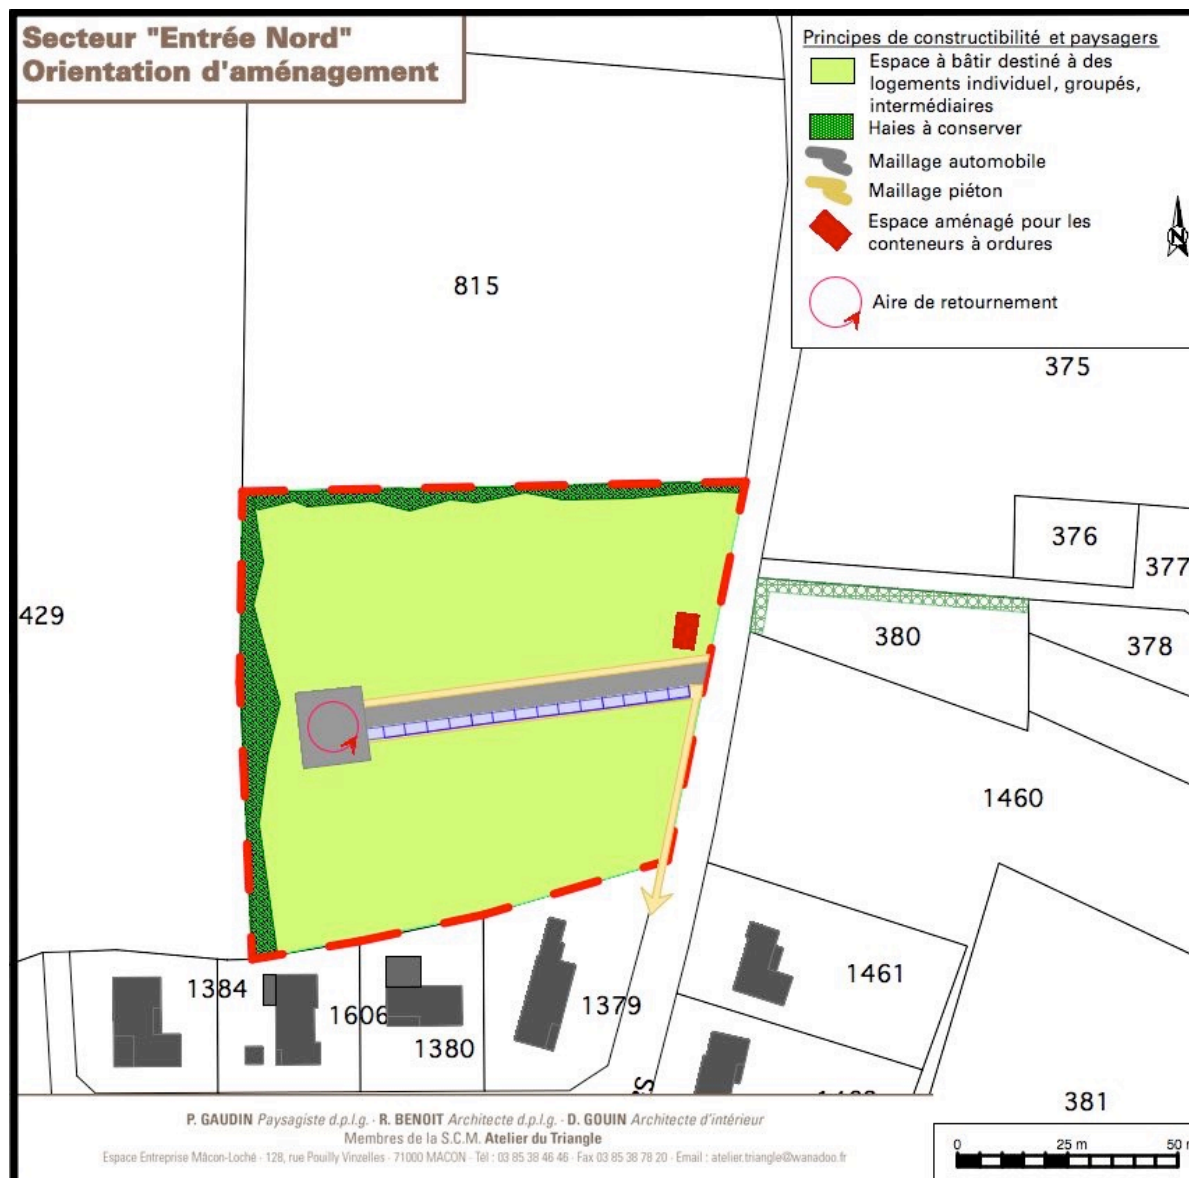 Secteur "Entrée Nord"
Orientation d'aménagement
Principes de constructibilité et paysagers
Espace à bâtir destiné à des
logements individuel, groupés,
intermédiaires
Haies à conserver
Maillage automobile
Maillage piéton
Espace aménagé pour les
conteneurs à ordures
N
Aire de retournement
815
375
376
377
429
380
378
1460
1384
1606
1380
1379
1461
381
P. GAUDIN Paysagiste d.p.l.g. · R. BENOIT Architecte d.p.l.g. · D. GOUIN Architecte d'intérieur
Membres de la S.C.M. Atelier du Triangle
Espace Entreprise Mâcon-Loché - 128, rue Pouilly Vinzelles - 71000 MACON - Tél : 03 85 38 46 46 - Fax 03 85 38 78 20 - Email : atelier.triangle@wanadoo.fr
0 25 m 50 m